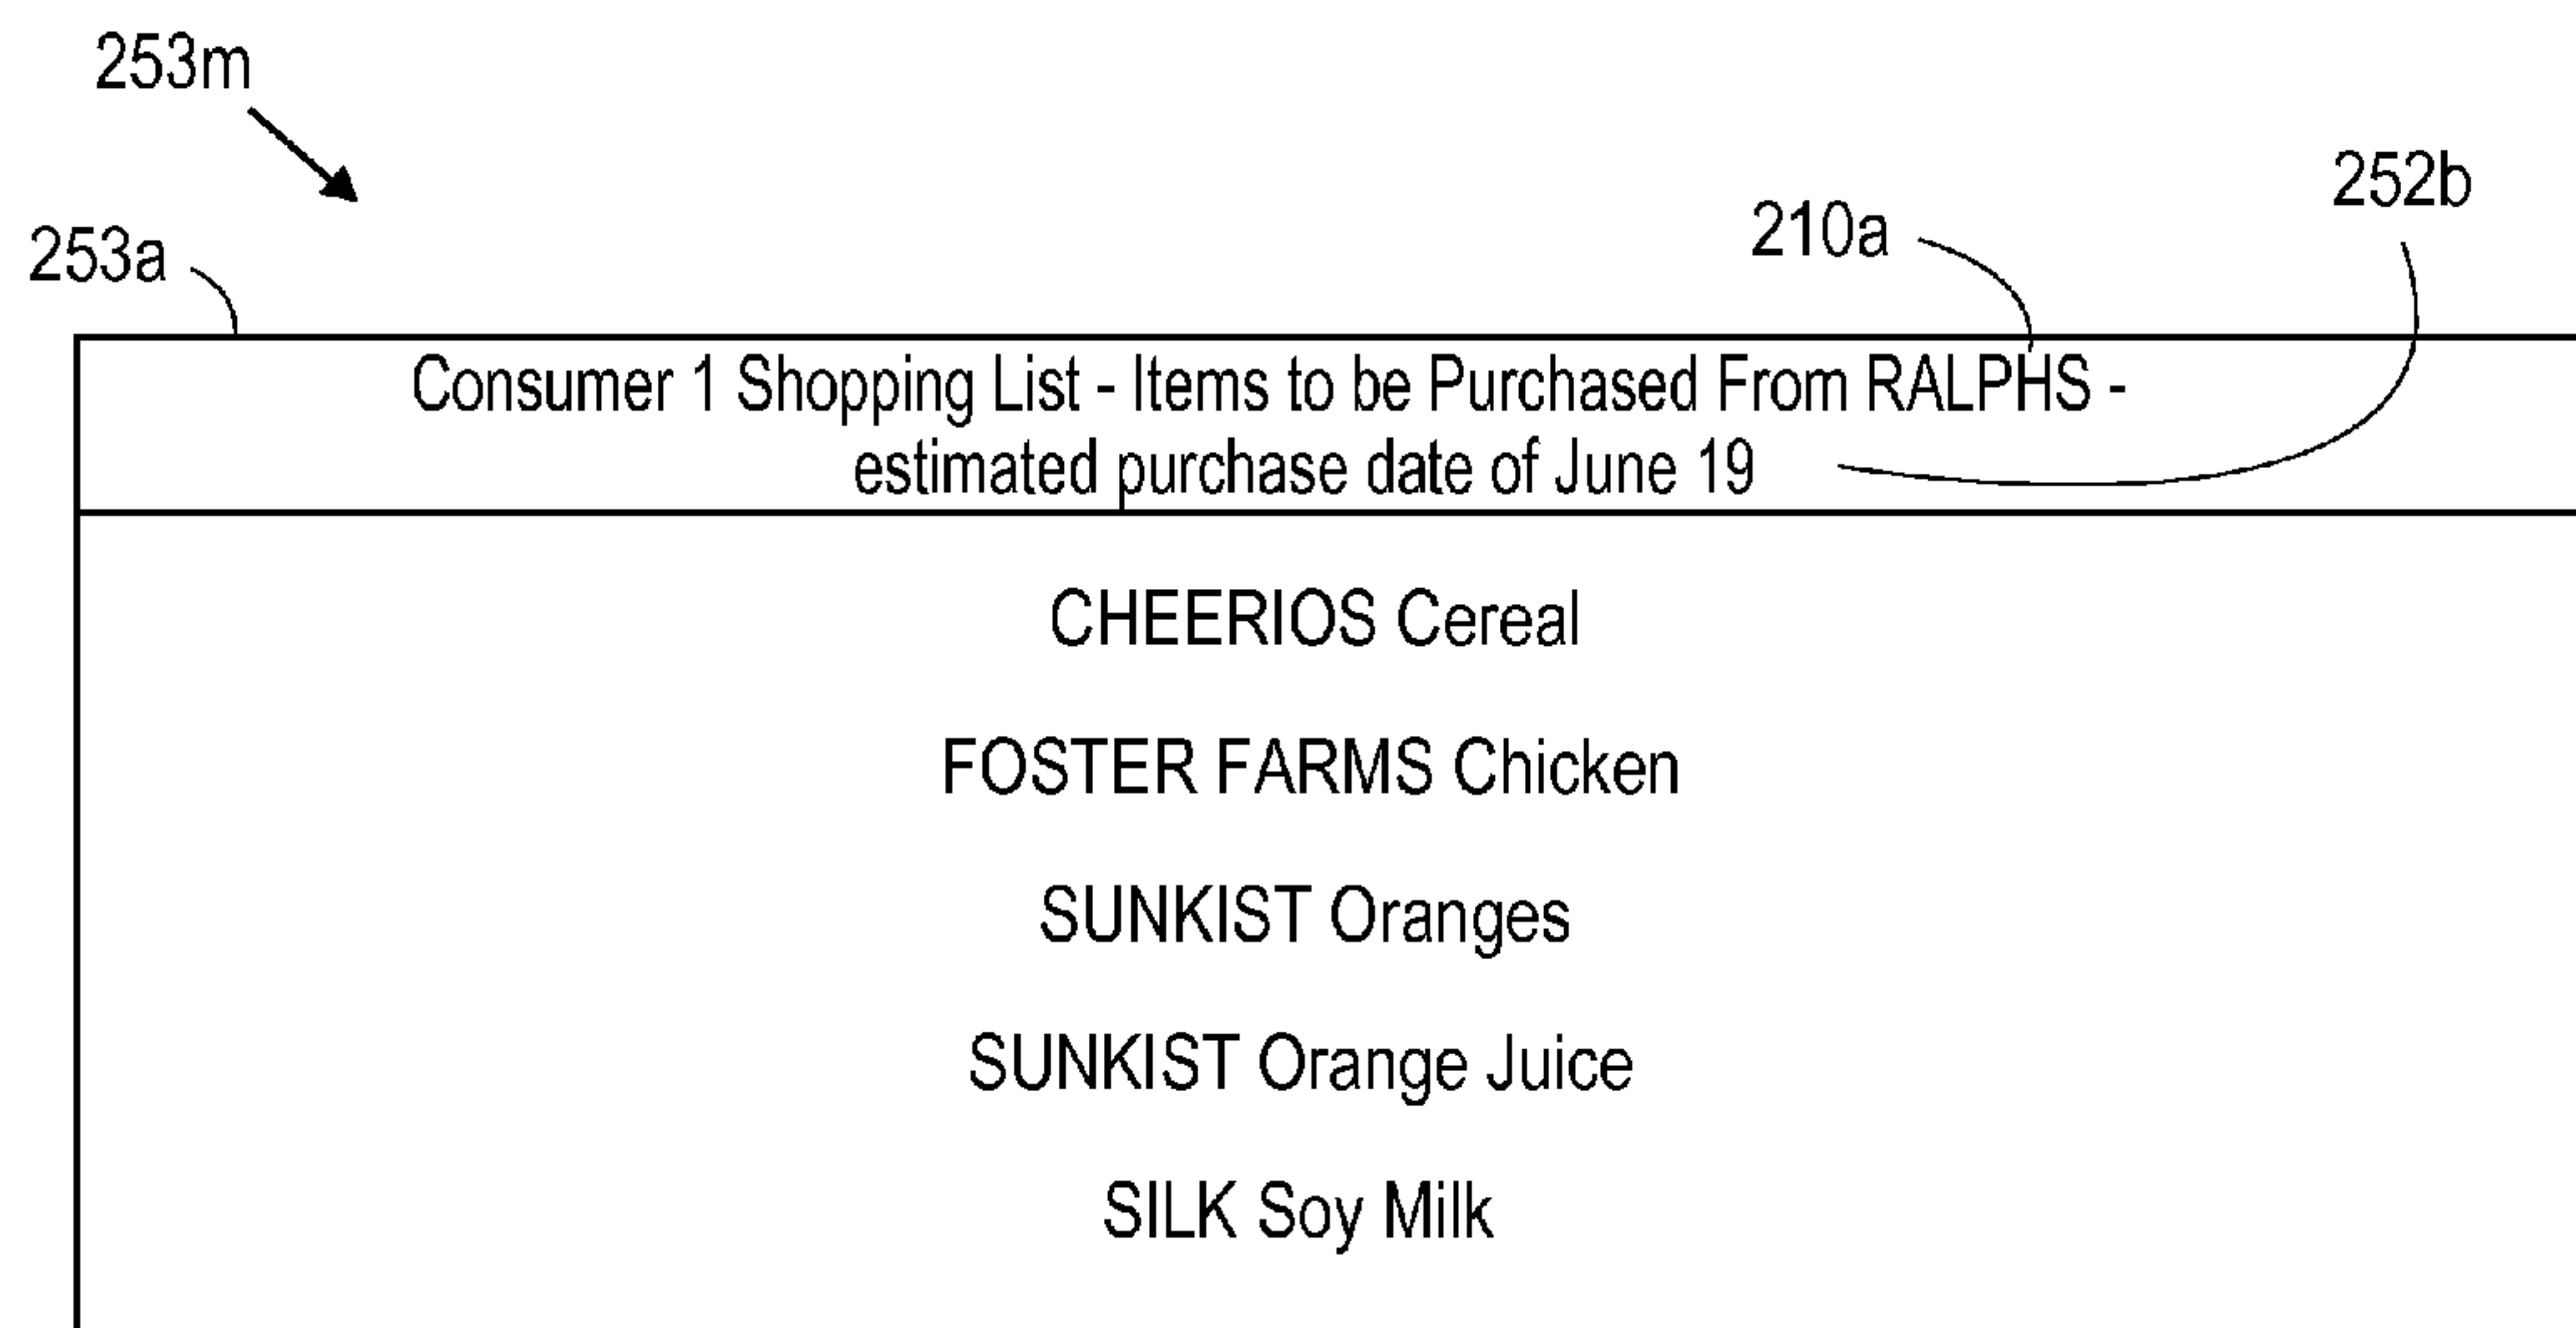 253m
252b
210a
253a
Consumer 1 Shopping List - Items to be Purchased From RALPHS -
estimated purchase date of June 19
CHEERIOS Cereal
FOSTER FARMS Chicken
SUNKIST Oranges
SUNKIST Orange Juice
SILK Soy Milk